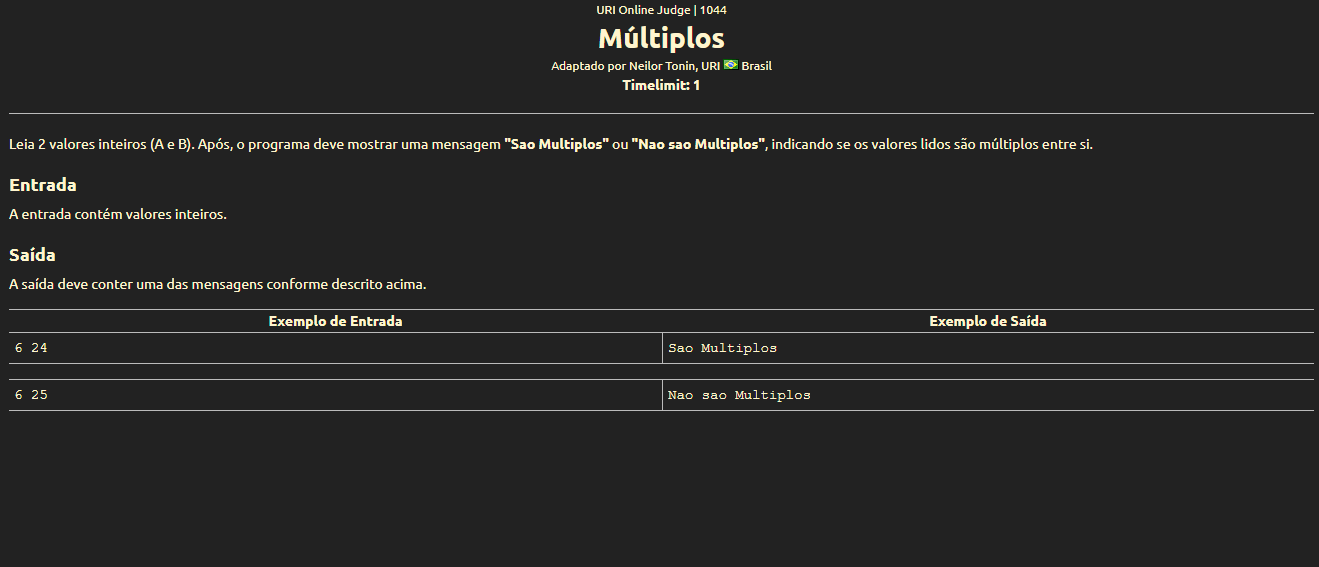 URI Online Judge | 1044
Múltiplos
Adaptado por Neilor Tonin, URI 🇧🇷 Brasil
Timelimit: 1
Leia 2 valores inteiros (A e B). Após, o programa deve mostrar uma mensagem "Sao Multiplos" ou "Nao sao Multiplos", indicando se os valores lidos são múltiplos entre si.
Entrada
A entrada contém valores inteiros.
Saída
A saída deve conter uma das mensagens conforme descrito acima.
Exemplo de Entrada Exemplo de Saída
6 24 Sao Multiplos
6 25 Nao sao Multiplos